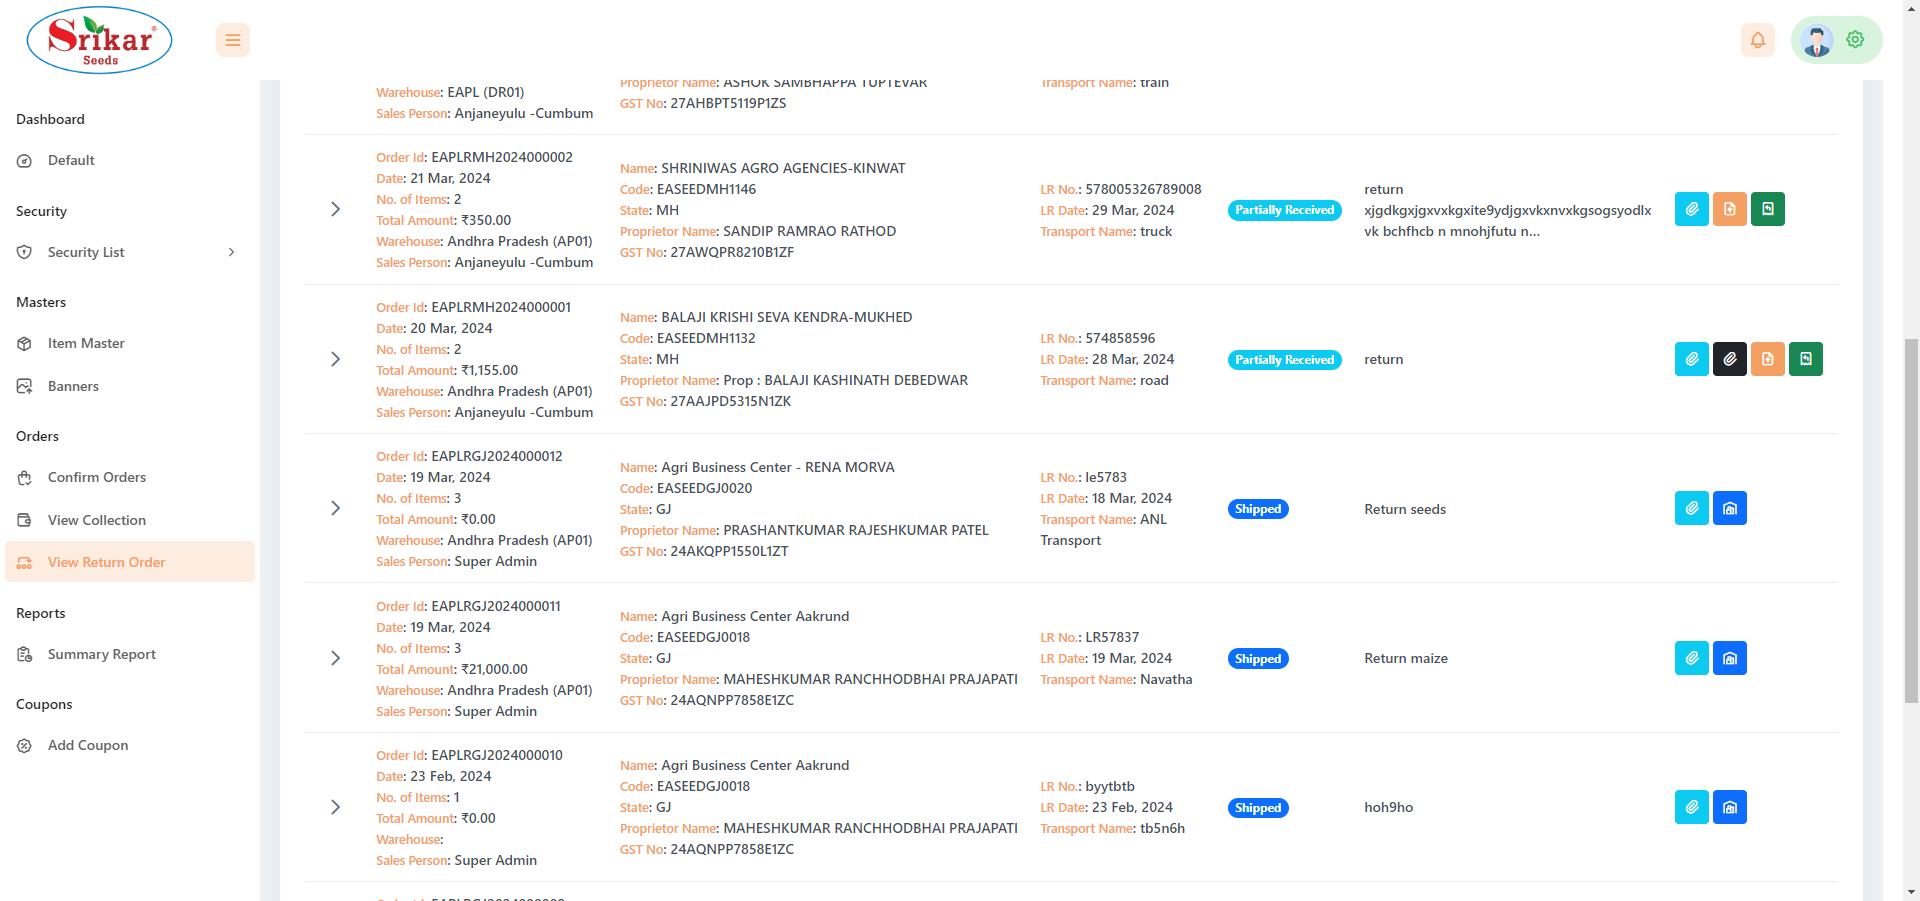 Srikar
Seeds
Dashboard
Default
Security
Security List
Masters
Item Master
Banners
Orders
Confirm Orders
View Collection
View Return Order
Reports
Summary Report
Coupons
Add Coupon
Warehouse: EAPL (DR01)
Sales Person: Anjaneyulu -Cumbum
Proprietor Name: ASHOK SAMBHAPPA TUPTEVAR
GST No: 27AHBPT5119P1ZS
Transport Name: train
Order Id: EAPLRMH2024000002
Date: 21 Mar, 2024
No. of Items: 2
Total Amount: ₹350.00
Warehouse: Andhra Pradesh (AP01)
Sales Person: Anjaneyulu -Cumbum
Name: SHRINIWAS AGRO AGENCIES-KINWAT
Code: EASEEDMH1146
State: MH
Proprietor Name: SANDIP RAMRAO RATHOD
GST No: 27AWQPR8210B1ZF
LR No.: 578005326789008
LR Date: 29 Mar, 2024
Transport Name: truck
Partially Received
return
xjgdkgxjgxvxkgxite9ydjgxvkxnvxkgsogsyodlx
vk bchfhcb n mnohjfutu n...
Order Id: EAPLRMH2024000001
Date: 20 Mar, 2024
No. of Items: 2
Total Amount: ₹1,155.00
Warehouse: Andhra Pradesh (AP01)
Sales Person: Anjaneyulu -Cumbum
Name: BALAJI KRISHI SEVA KENDRA-MUKHED
Code: EASEEDMH1132
State: MH
Proprietor Name: Prop : BALAJI KASHINATH DEBEDWAR
GST No: 27AAJPD5315N1ZK
LR No.: 574858596
LR Date: 28 Mar, 2024
Transport Name: road
Partially Received
return
Order Id: EAPLRGJ2024000012
Date: 19 Mar, 2024
No. of Items: 3
Total Amount: ₹0.00
Warehouse: Andhra Pradesh (AP01)
Sales Person: Super Admin
Name: Agri Business Center - RENA MORVA
Code: EASEEDGJ0020
State: GJ
Proprietor Name: PRASHANTKUMAR RAJESHKUMAR PATEL
GST No: 24AKQPP1550L1ZT
LR No.: le5783
LR Date: 18 Mar, 2024
Transport Name: ANL
Transport
Shipped
Return seeds
Order Id: EAPLRGJ2024000011
Date: 19 Mar, 2024
No. of Items: 3
Total Amount: ₹21,000.00
Warehouse: Andhra Pradesh (AP01)
Sales Person: Super Admin
Name: Agri Business Center Aakrund
Code: EASEEDGJ0018
State: GJ
Proprietor Name: MAHESHKUMAR RANCHHODBHAI PRAJAPATI
GST No: 24AQNPP7858E1ZC
LR No.: LR57837
LR Date: 19 Mar, 2024
Transport Name: Navatha
Shipped
Return maize
Order Id: EAPLRGJ2024000010
Date: 23 Feb, 2024
No. of Items: 1
Total Amount: ₹0.00
Warehouse:
Sales Person: Super Admin
Name: Agri Business Center Aakrund
Code: EASEEDGJ0018
State: GJ
Proprietor Name: MAHESHKUMAR RANCHHODBHAI PRAJAPATI
GST No: 24AQNPP7858E1ZC
LR No.: byytbtb
LR Date: 23 Feb, 2024
Transport Name: tb5n6h
Shipped
hoh9ho